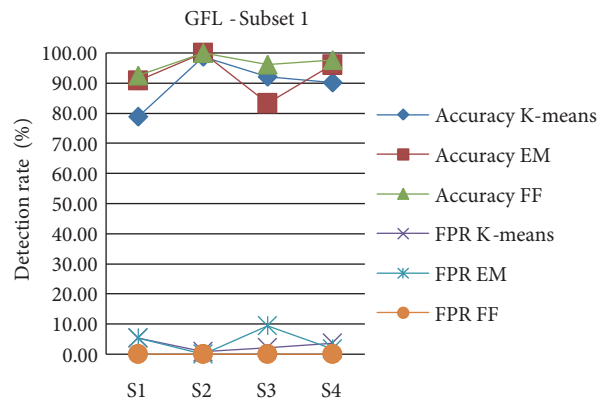 GFL - Subset 1
100.00
90.00
80.00
70.00
60.00
50.00
40.00
30.00
20.00
10.00
0.00
Detection rate (%)
S1 S2 S3 S4
Accuracy K-means
Accuracy EM
Accuracy FF
FPR K-means
FPR EM
FPR FF